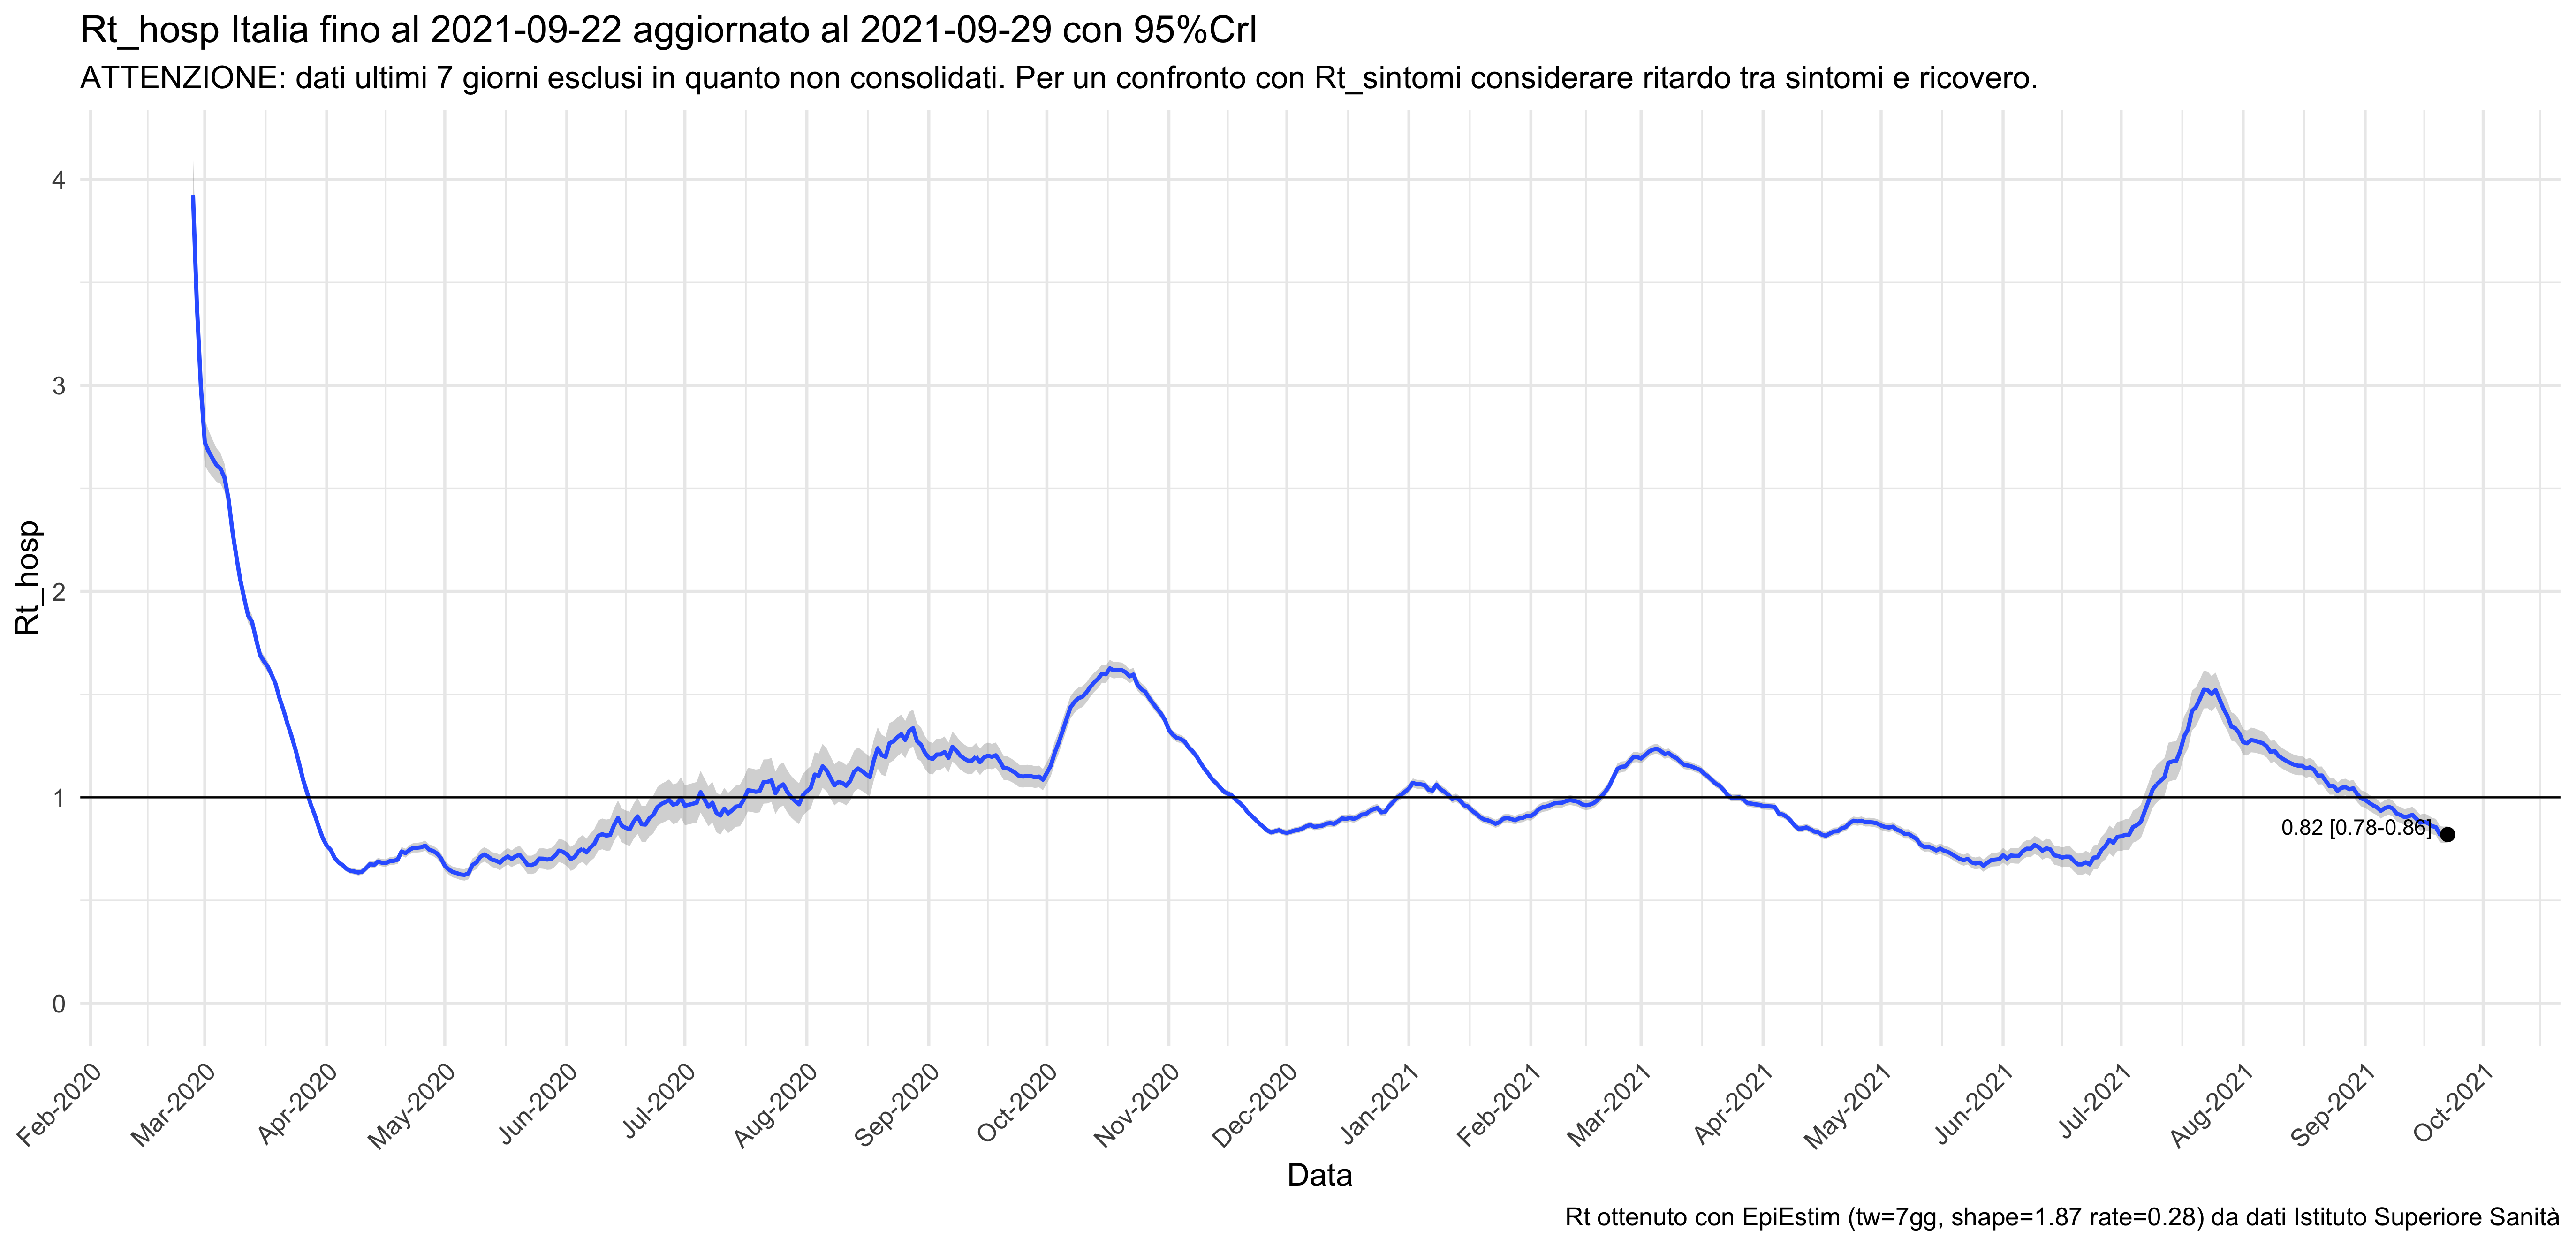 Rt_hosp Italia fino al 2021-09-22 aggiornato al 2021-09-29 con 95%CrI
ATTENZIONE: dati ultimi 7 giorni esclusi in quanto non consolidati. Per un confronto con Rt_sintomi considerare ritardo tra sintomi e ricovero.
4
3
2
1
0
Rt_hosp
0.82 [0.78-0.86]
Feb-2020
Mar-2020
Apr-2020
May-2020
Jun-2020
Jul-2020
Aug-2020
Sep-2020
Oct-2020
Nov-2020
Dec-2020
Jan-2021
Feb-2021
Mar-2021
Apr-2021
May-2021
Jun-2021
Jul-2021
Aug-2021
Sep-2021
Oct-2021
Data
Rt ottenuto con EpiEstim (tw=7gg, shape=1.87 rate=0.28) da dati Istituto Superiore Sanità